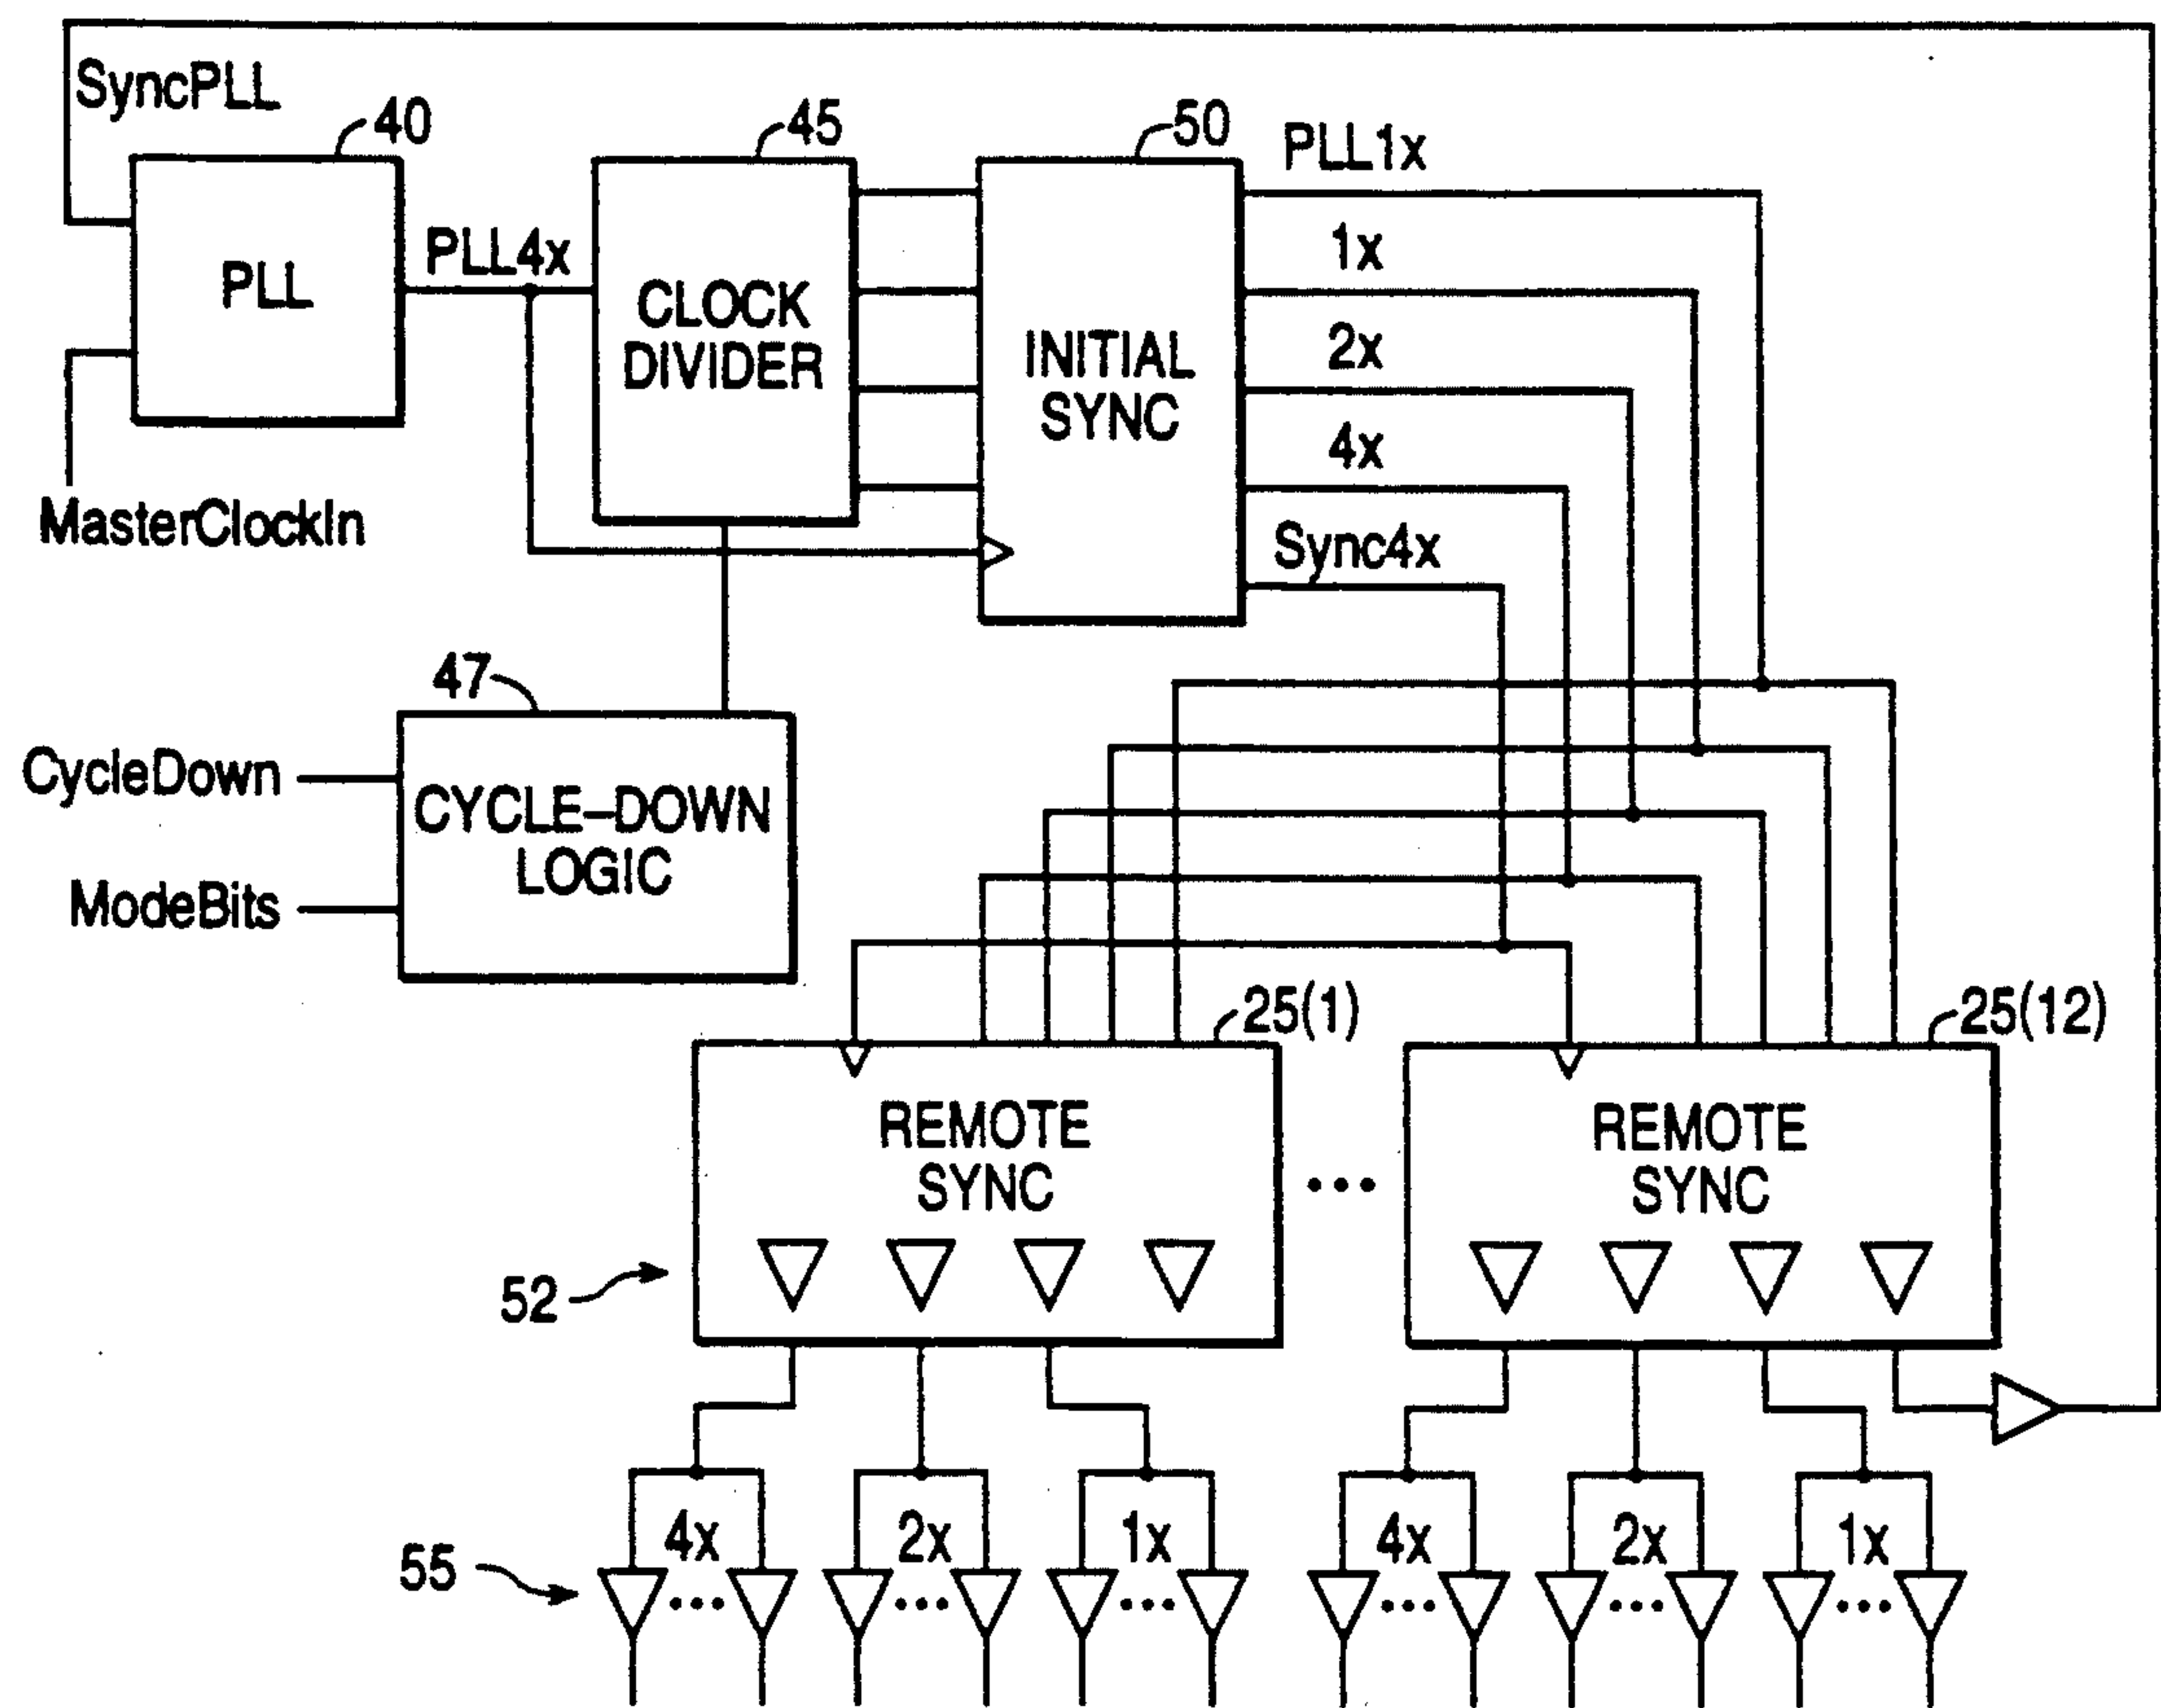 SyncPLL
40
45
50
PLL1x
PLL
PLL4x
CLOCK
DIVIDER
INITIAL
SYNC
1x
2x
4x
Sync4x
MasterClockIn
47
CycleDown
ModeBits
CYCLE–DOWN
LOGIC
25(1)
25(12)
REMOTE
SYNC
•••
REMOTE
SYNC
52
55
4x
2x
1x
4x
2x
1x
••• ••• ••• ••• ••• •••